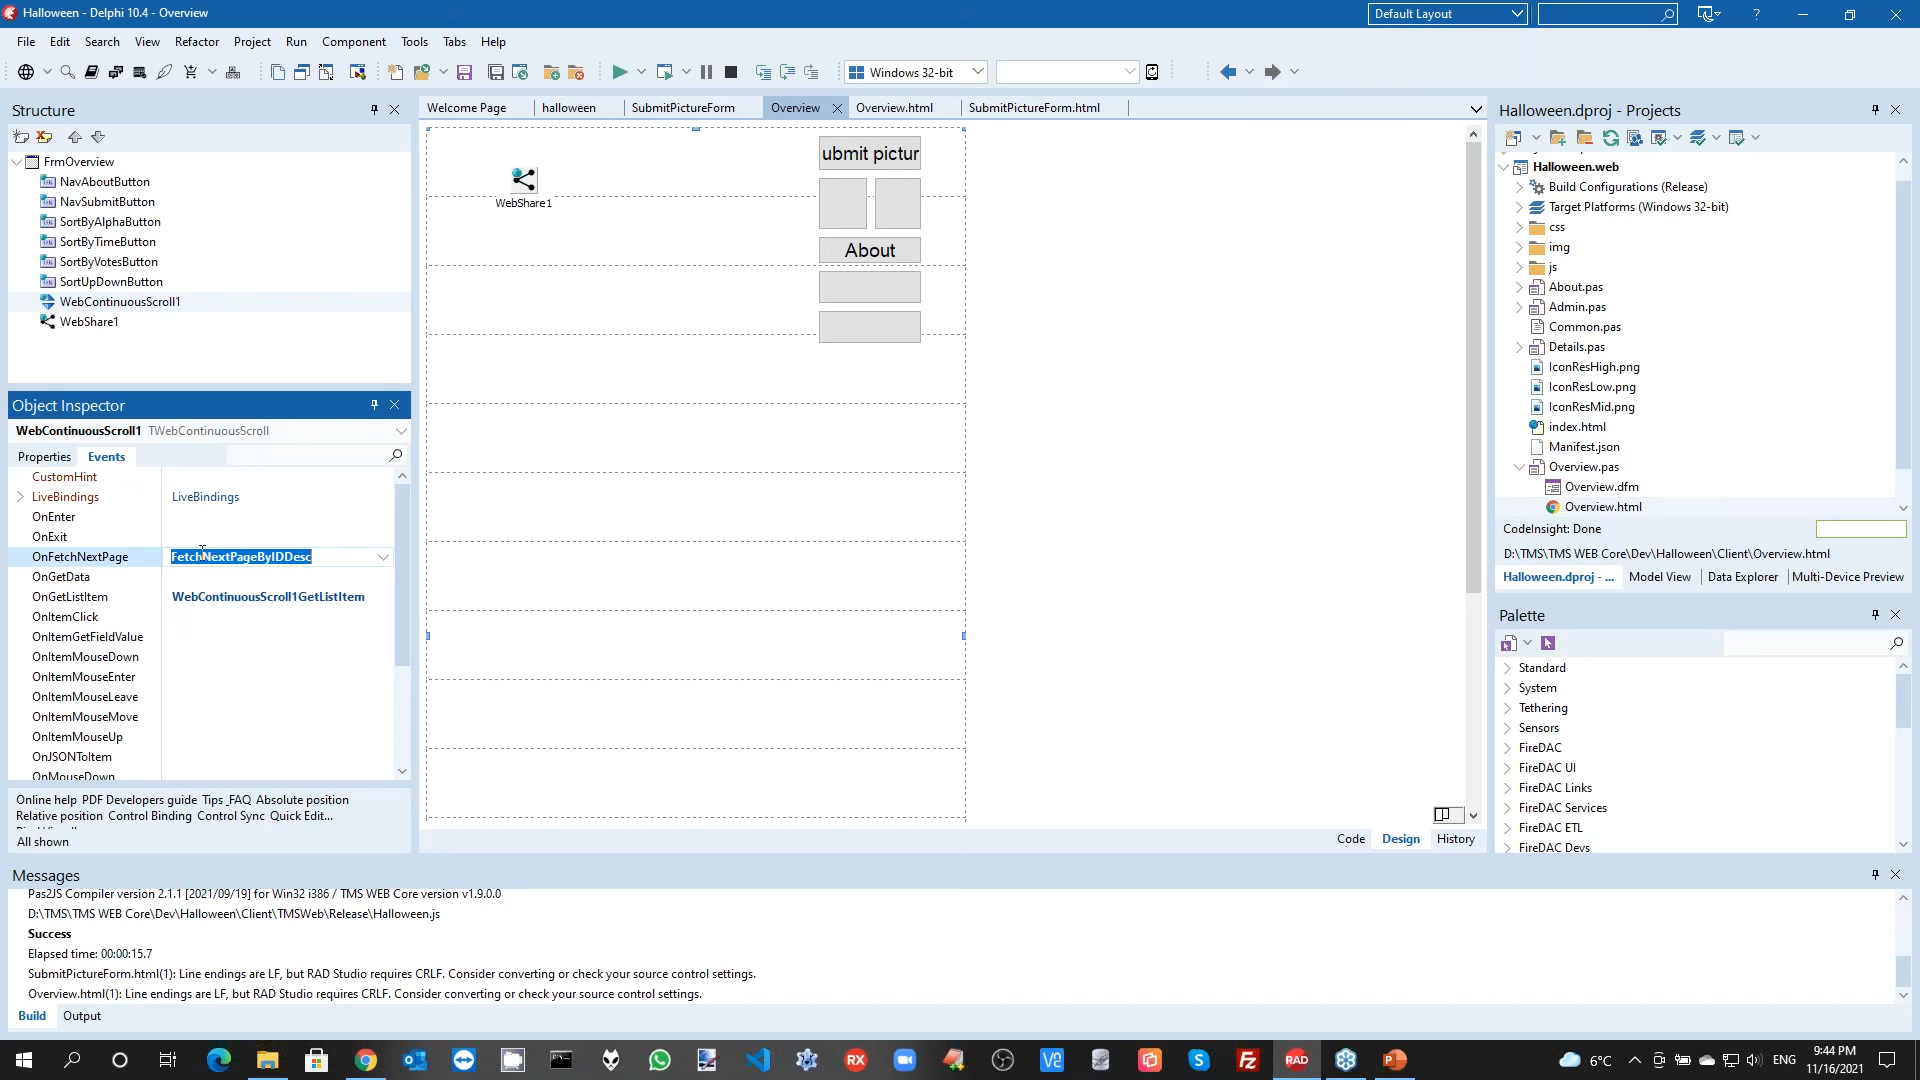 Halloween - Delphi 10.4 - Overview
Default Layout
?
File Edit Search View Refactor Project Run Component Tools Tabs Help
Windows 32-bit
Structure
FrmOverview
NavAboutButton
NavSubmitButton
SortByAlphaButton
SortByTimeButton
SortByVotesButton
SortUpDownButton
WebContinuousScroll1
WebShare1
Object Inspector
WebContinuousScroll1 TWebContinuousScroll
Properties Events
CustomHint
LiveBindings LiveBindings
OnEnter
OnExit
OnFetchNextPage FetchNextPageByIDDesc
OnGetData
OnGetListItem WebContinuousScroll1GetListItem
OnItemClick
OnItemGetFieldValue
OnItemMouseDown
OnItemMouseEnter
OnItemMouseLeave
OnItemMouseMove
OnItemMouseUp
OnJSONToItem
OnMouseDown
Online help PDF Developers guide Tips_FAQ Absolute position
Relative position Control Binding Control Sync Quick Edit...
All shown
Welcome Page halloween SubmitPictureForm Overview Overview.html SubmitPictureForm.html
ubmit pictur
WebShare1
About
Code Design History
Halloween.dproj - Projects
Halloween.web
Build Configurations (Release)
Target Platforms (Windows 32-bit)
css
img
js
About.pas
Admin.pas
Common.pas
Details.pas
IconResHigh.png
IconResLow.png
IconResMid.png
index.html
Manifest.json
Overview.pas
Overview.dfm
Overview.html
CodeInsight: Done
D:\TMS\TMS WEB Core\Dev\Halloween\Client\Overview.html
Halloween.dproj - ... Model View Data Explorer Multi-Device Preview
Palette
Standard
System
Tethering
Sensors
FireDAC
FireDAC UI
FireDAC Links
FireDAC Services
FireDAC ETL
FireDAC Devs
Messages
Pas2JS Compiler version 2.1.1 [2021/09/19] for Win32 i386 / TMS WEB Core version v1.9.0.0
D:\TMS\TMS WEB Core\Dev\Halloween\Client\TMSWeb\Release\Halloween.js
Success
Elapsed time: 00:00:15.7
SubmitPictureForm.html(1): Line endings are LF, but RAD Studio requires CRLF. Consider converting or check your source control settings.
Overview.html(1): Line endings are LF, but RAD Studio requires CRLF. Consider converting or check your source control settings.
Build Output
RX
RAD
6°C
ENG
9:44 PM
11/16/2021